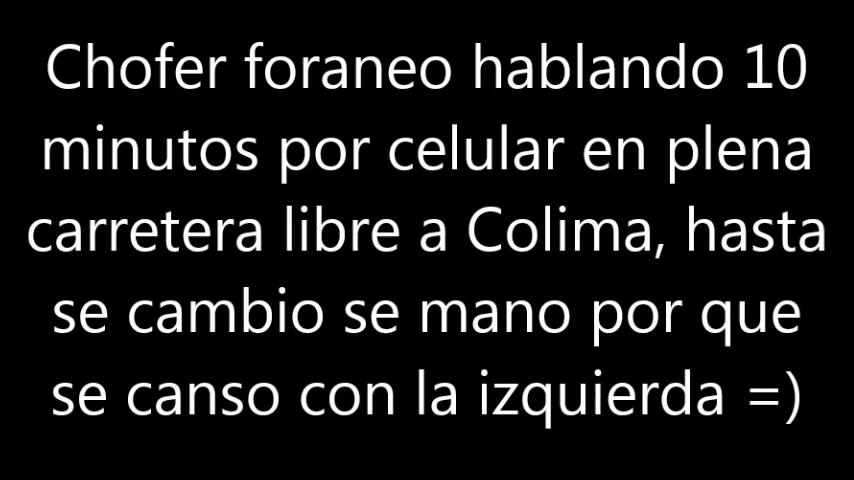 Chofer foraneo hablando 10
minutos por celular en plena
carretera libre a Colima, hasta
se cambio se mano por que
se canso con la izquierda =)